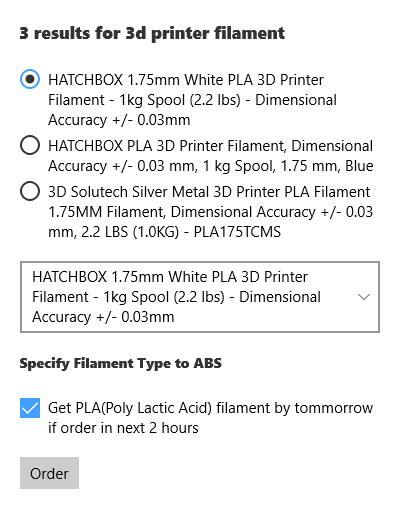 3 results for 3d printer filament
HATCHBOX 1.75mm White PLA 3D Printer
Filament - 1kg Spool (2.2 lbs) - Dimensional
Accuracy +/- 0.03mm
HATCHBOX PLA 3D Printer Filament, Dimensional
Accuracy +/- 0.03 mm, 1 kg Spool, 1.75 mm, Blue
3D Solutech Silver Metal 3D Printer PLA Filament
1.75MM Filament, Dimensional Accuracy +/- 0.03
mm, 2.2 LBS (1.0KG) - PLA175TCMS
HATCHBOX 1.75mm White PLA 3D Printer
Filament - 1kg Spool (2.2 lbs) - Dimensional
Accuracy +/- 0.03mm
Specify Filament Type to ABS
Get PLA(Poly Lactic Acid) filament by tommorrow
if order in next 2 hours
Order